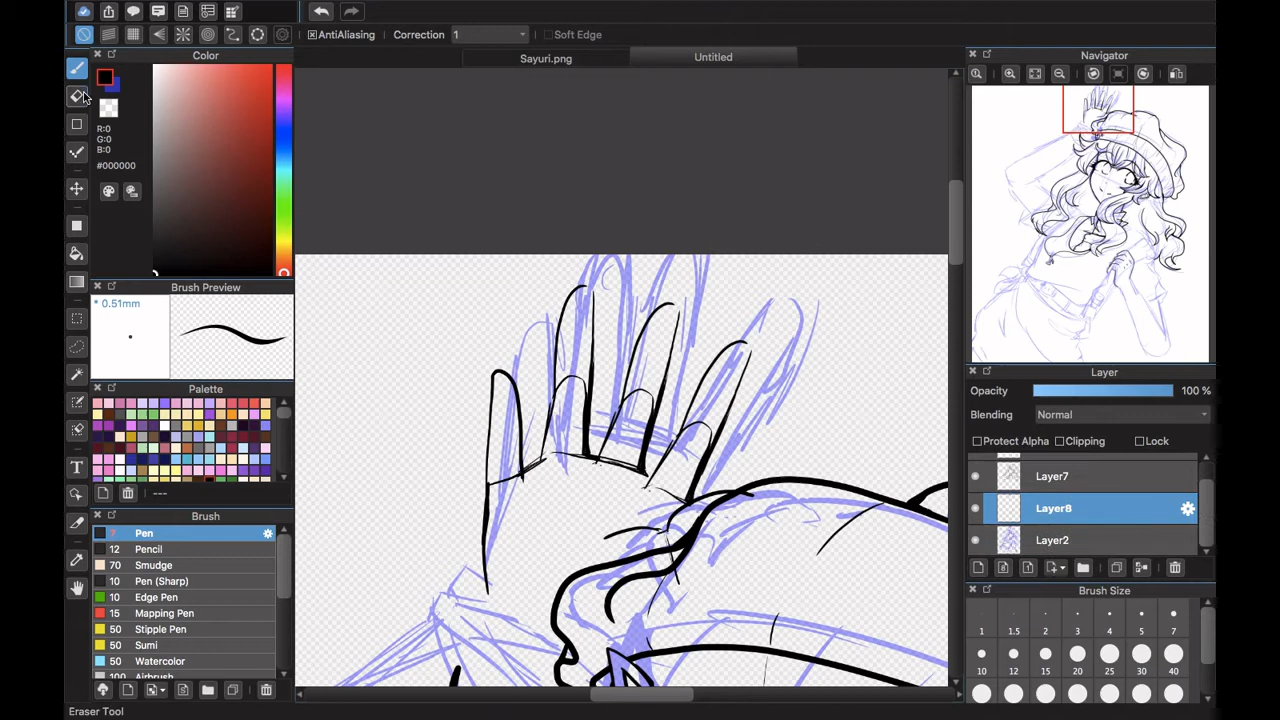 AntiAliasing Correction 1 Soft Edge
Color
Sayuri.png Untitled
Navigator
R:0
G:0
B:0
#000000
Brush Preview
* 0.51mm
Palette
---
Brush
7 Pen
12 Pencil
70 Smudge
10 Pen (Sharp)
10 Edge Pen
15 Mapping Pen
50 Stipple Pen
50 Sumi
50 Watercolor
100 Airbrush
Layer
Opacity 100 %
Blending Normal
Protect Alpha Clipping Lock
Layer7
Layer8
Layer2
Brush Size
1 1.5 2 3 4 5 7
10 12 15 20 25 30 40
Eraser Tool